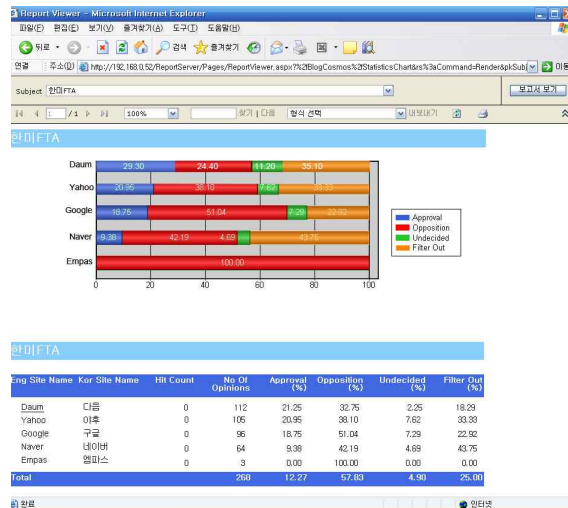 Report Viewer - Microsoft Internet Explorer
파일(F) 편집(E) 보기(V) 즐겨찾기(A) 도구(T) 도움말(H)
뒤로 검색 즐겨찾기
연결 주소(D) http://192.168.0.52/ReportServer/Pages/ReportViewer.aspx?%2fBlogCosmos%2fStatisticsChart&rs%3aCommand=Render&pkSubj
Subject 한미FTA 보고서 보기
1 /1 100% 찾기 | 다음 형식 선택 내보내기
한미FTA
Daum 29.30 24.40 11.20 35.10
Yahoo 20.95 38.10 7.62 33.33
Google 18.75 51.04 7.29 22.92
Naver 9.38 42.19 4.69 43.75
Empas 100.00
0 20 40 60 80 100
Approval
Opposition
Undecided
Filter Out
한미FTA
Eng Site Name Kor Site Name Hit Count No Of Opinions Approval (%) Opposition (%) Undecided (%) Filter Out (%)
Daum 다음 0 112 21.25 32.75 2.25 18.29
Yahoo 야후 0 105 20.95 38.10 7.62 33.33
Google 구글 0 96 18.75 51.04 7.29 22.92
Naver 네이버 0 64 9.38 42.19 4.69 43.75
Empas 엠파스 0 3 0.00 100.00 0.00 0.00
Total 268 12.27 57.83 4.90 25.00
완료 인터넷